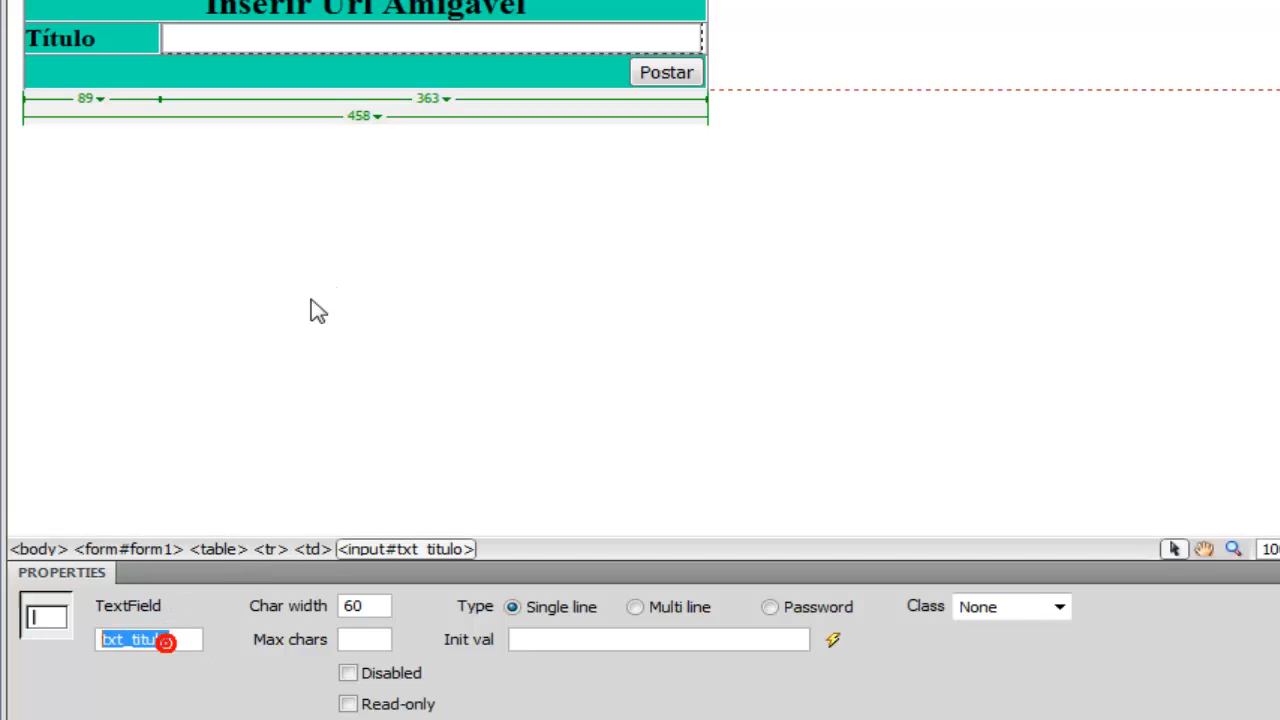 Inserir Url Amigável
Título
Postar
89 363
458
<body> <form#form1> <table> <tr> <td> <input#txt_titulo>
PROPERTIES
TextField Char width 60 Type Single line Multi line Password Class None
Max chars Init val
Disabled
Read-only